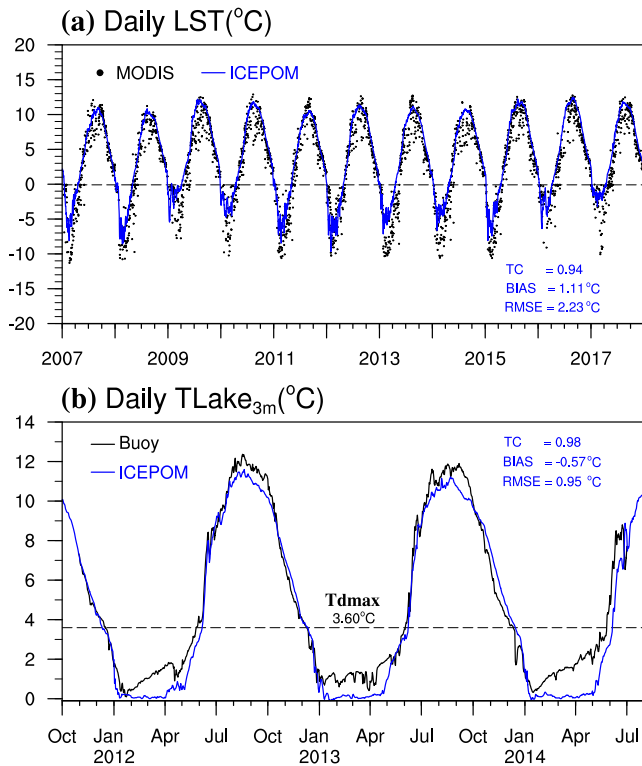 (a) Daily LST(°C)
20
15
10
5
0
-5
-10
-15
-20
MODIS
ICEPOM
TC = 0.94
BIAS = 1.11°C
RMSE = 2.23°C
2007 2009 2011 2013 2015 2017
(b) Daily TLake3m(°C)
14
12
10
8
6
4
2
0
Buoy
ICEPOM
TC = 0.98
BIAS = -0.57°C
RMSE = 0.95 °C
Tdmax
3.60°C
Oct Jan Apr Jul Oct Jan Apr Jul Oct Jan Apr Jul
2012 2013 2014